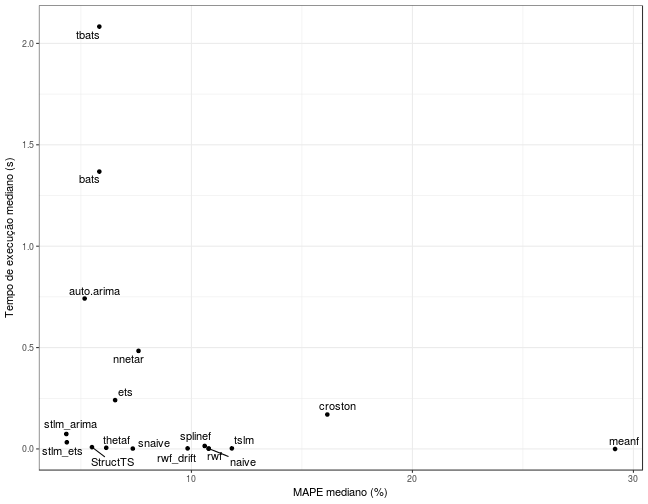 tbats
2.0
bats
1.5
1.0
auto.arima
0.5
nnetar
ets
croston
stlm_arima
splinef
thetaf
snaive
tslm
meanf
0.0
stlm_ets
StructTS
rwf_drift
rwf
naive
10
20
30
MAPE mediano (%)
Tempo de execução mediano (s)